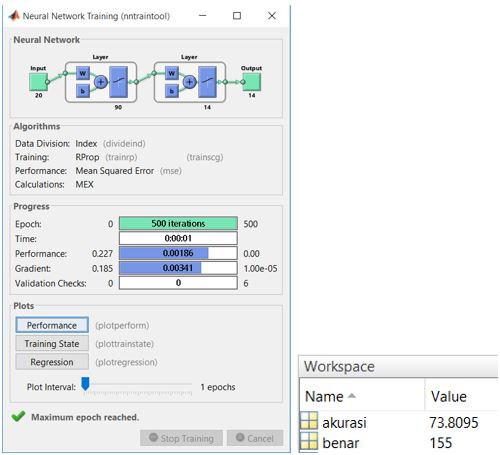 Neural Network Training (nntraintool)
Neural Network
Layer Layer
Input Output
W W
b b
20 14
90 14
Algorithms
Data Division: Index (divideind)
Training: RProp (trainrp) (trainscg)
Performance: Mean Squared Error (mse)
Calculations: MEX
Progress
Epoch: 0 500 iterations 500
Time: 0:00:01
Performance: 0.227 0.00186 0.00
Gradient: 0.185 0.00341 1.00e-05
Validation Checks: 0 0 6
Plots
Performance (plotperform)
Training State (plottrainstate)
Regression (plotregression)
Plot Interval: 1 epochs
Maximum epoch reached.
Stop Training Cancel
Workspace
Name Value
akurasi 73.8095
benar 155